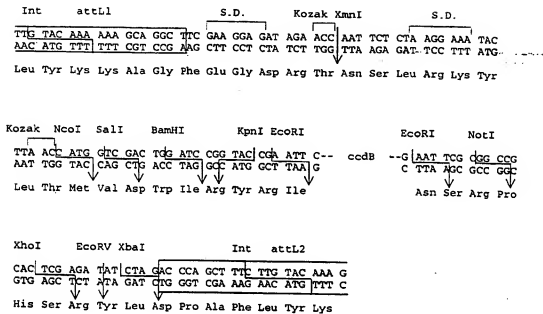 Int attL1 S.D. Kozak XmnI S.D.
TTG TAC AAA AAA GCA GGC TTC GAA GGA GAT AGA ACC AAT TCT CTA AGG AAA TAC
AAC ATG TTT TTT CGT CCG AAG CTT CCT CTA TCT TGG TTA AGA GAT TCC TTT ATG
Leu Tyr Lys Lys Ala Gly Phe Glu Gly Asp Arg Thr Asn Ser Leu Arg Lys Tyr
Kozak NcoI SalI BamHI KpnI EcoRI EcoRI NotI
TTA ACC ATG GTC GAC TGG ATC CGG TAC CGA ATT C-- ccdB --G AAT TCG CGG CCG
AAT TGG TAC CAG CTG ACC TAG GCC ATG GCT TAA G C TTA AGC GCC GGC
Leu Thr Met Val Asp Trp Ile Arg Tyr Arg Ile Asn Ser Arg Pro
XhoI EcoRV XbaI Int attL2
CAC TCG AGA TAT CTA GAC CCA GCT TTC TTG TAC AAA G
GTG AGC TCT ATA GAT CTG GGT CGA AAG AAC ATG TTT C
His Ser Arg Tyr Leu Asp Pro Ala Phe Leu Tyr Lys